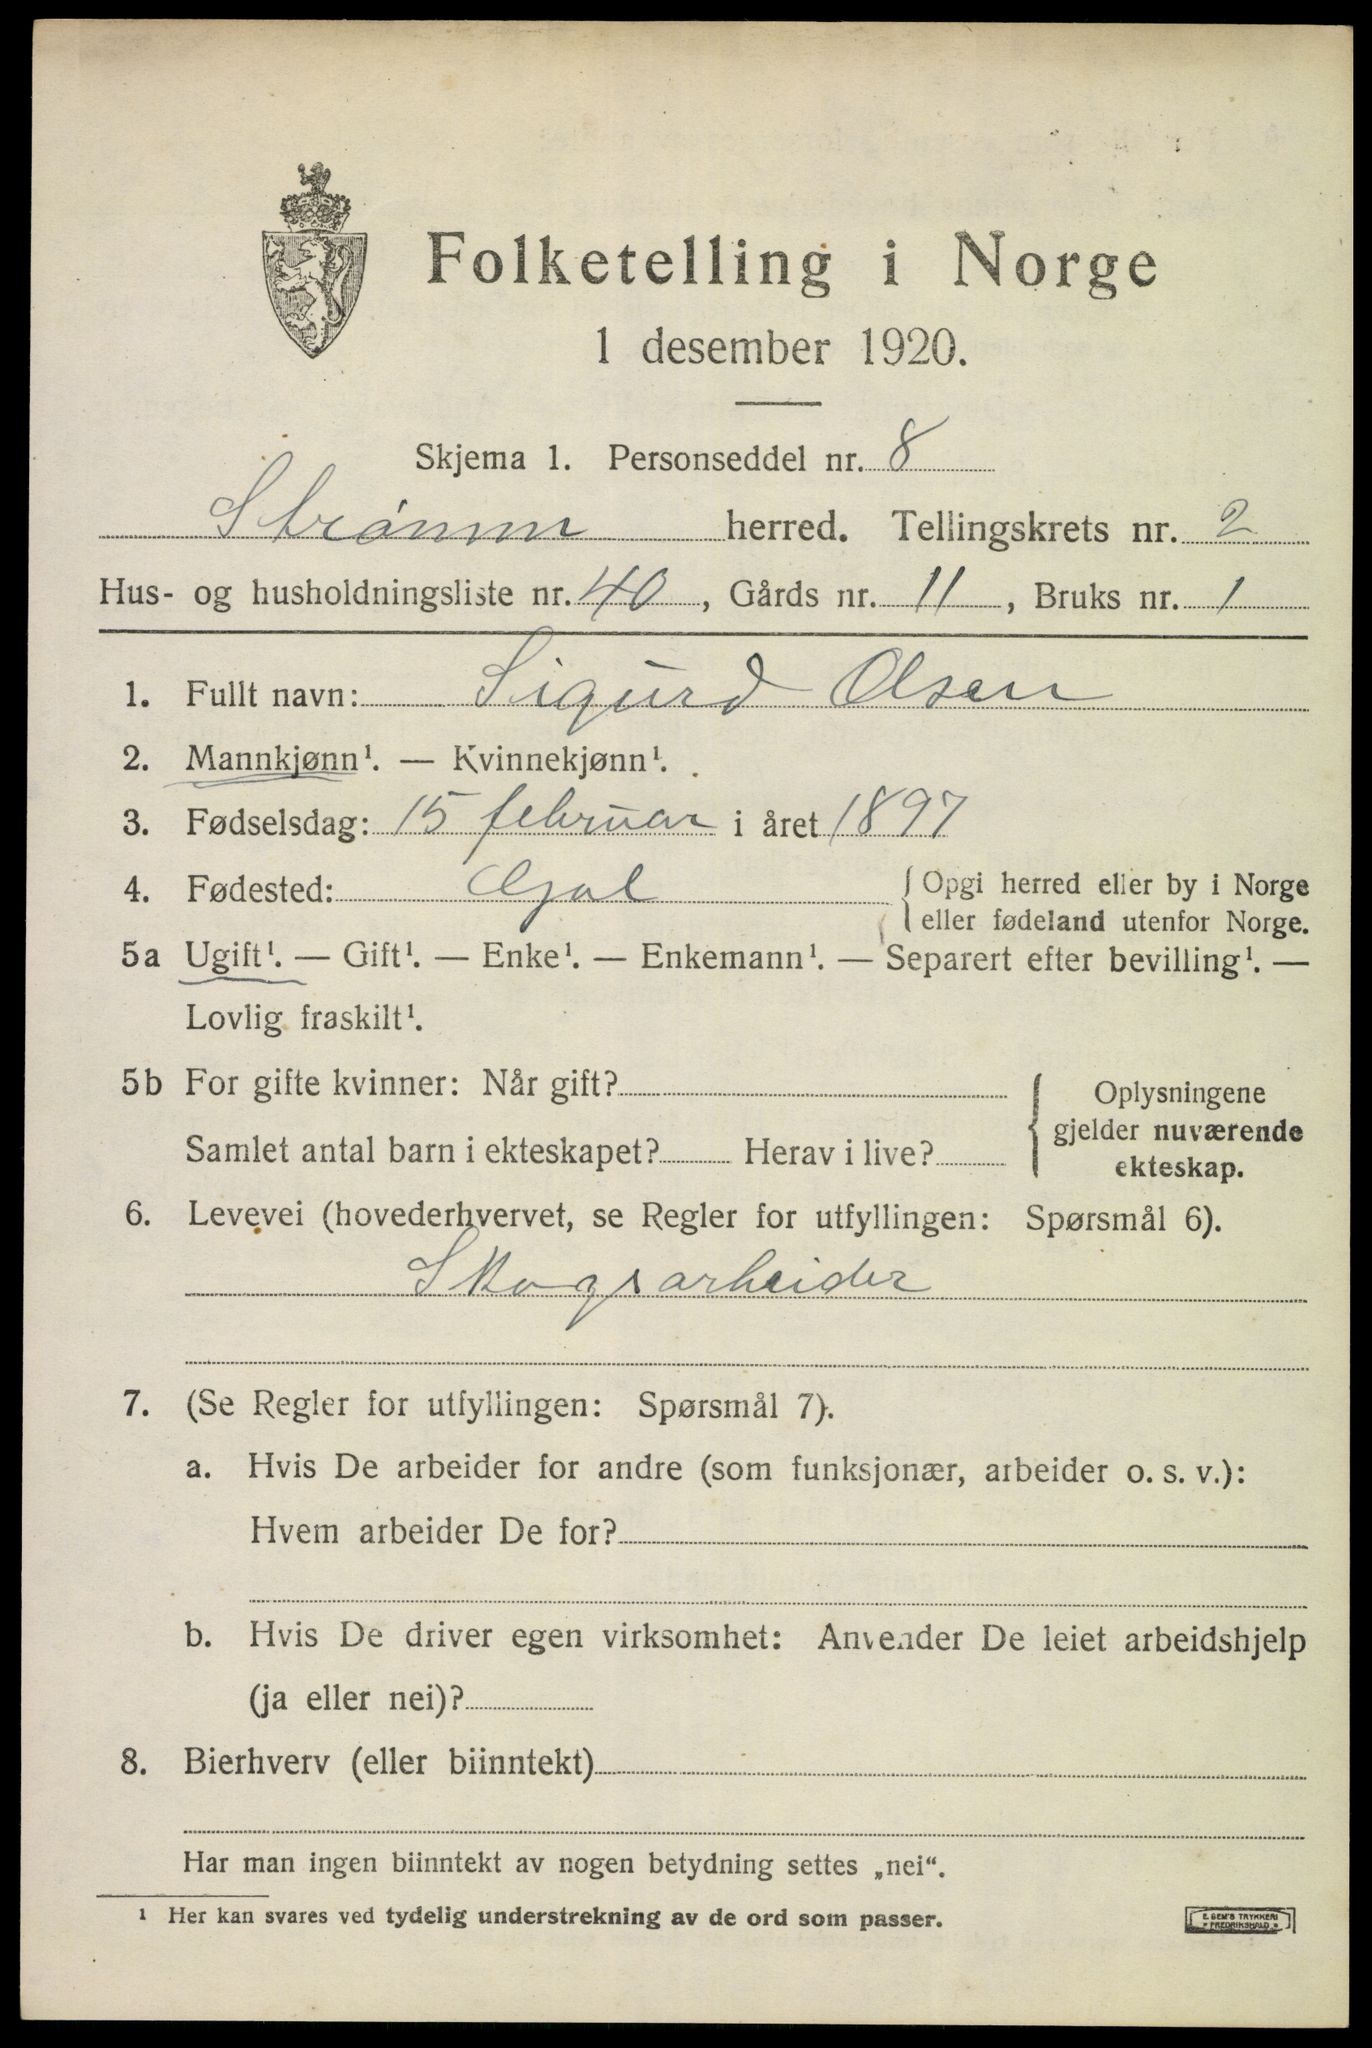 Folketelling i Norge
1 desember 1920.
Skjema 1. Personseddel nr. 8
Strømm herred. Tellingskrets nr. 2
Hus- og husholdningsliste nr. 40, Gårds nr. 11, Bruks nr. 1
1. Fullt navn: Sigurd Olsen
2. Mannkjønn¹. — Kvinnekjønn¹.
3. Fødselsdag: 15 februar i året 1897
4. Fødested: Gol { Opgi herred eller by i Norge
eller fødeland utenfor Norge.
5a Ugift¹. — Gift¹. — Enke¹. — Enkemann¹. — Separert efter bevilling¹. —
Lovlig fraskilt¹.
5b For gifte kvinner: Når gift?
Samlet antal barn i ekteskapet? Herav i live?
{ Oplysningene
gjelder nuværende
ekteskap.
6. Levevei (hovederhvervet, se Regler for utfyllingen: Spørsmål 6).
Skogsarbeider
7. (Se Regler for utfyllingen: Spørsmål 7).
a. Hvis De arbeider for andre (som funksjonær, arbeider o. s. v.):
Hvem arbeider De for?
b. Hvis De driver egen virksomhet: Anvender De leiet arbeidshjelp
(ja eller nei)?
8. Bierhverv (eller biinntekt)
Har man ingen biinntekt av nogen betydning settes „nei“.
¹ Her kan svares ved tydelig understrekning av de ord som passer.
E. SEM'S TRYKKERI
FREDRIKSHALD